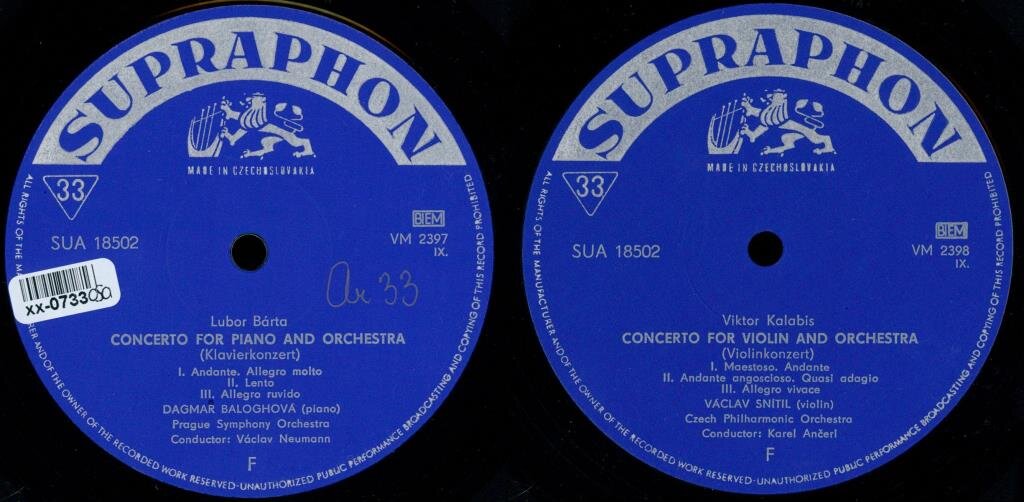 SUPRAPHON
MADE IN CZECHOSLOVAKIA
33
BIEM
SUA 18502
VM 2397
IX.
xx-0733
Ar 33
Lubor Bárta
CONCERTO FOR PIANO AND ORCHESTRA
(Klavierkonzert)
I. Andante. Allegro molto
II. Lento
III. Allegro ruvido
DAGMAR BALOGHOVÁ (piano)
Prague Symphony Orchestra
Conductor: Václav Neumann
F
ALL RIGHTS OF THE MANUFACTURER AND OF THE OWNER OF THE RECORDED WORK RESERVED-UNAUTHORIZED PUBLIC PERFORMANCE BROADCASTING AND COPYING OF THIS RECORD PROHIBITED
SUPRAPHON
MADE IN CZECHOSLOVAKIA
33
BIEM
SUA 18502
VM 2398
IX.
Viktor Kalabis
CONCERTO FOR VIOLIN AND ORCHESTRA
(Violinkonzert)
I. Maestoso. Andante
II. Andante angoscioso. Quasi adagio
III. Allegro vivace
VÁCLAV SNÍTIL (violin)
Czech Philharmonic Orchestra
Conductor: Karel Ančerl
F
ALL RIGHTS OF THE MANUFACTURER AND OF THE OWNER OF THE RECORDED WORK RESERVED-UNAUTHORIZED PUBLIC PERFORMANCE BROADCASTING AND COPYING OF THIS RECORD PROHIBITED